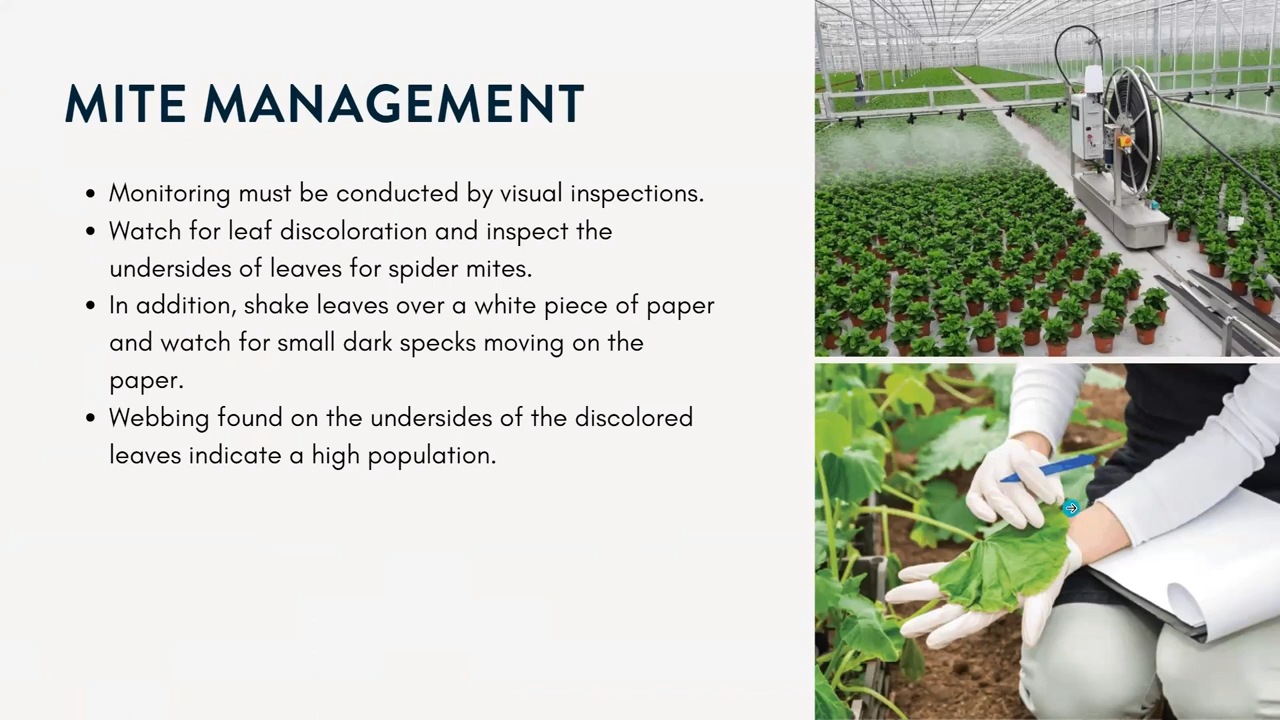 MITE MANAGEMENT
• Monitoring must be conducted by visual inspections.
• Watch for leaf discoloration and inspect the
undersides of leaves for spider mites.
• In addition, shake leaves over a white piece of paper
and watch for small dark specks moving on the
paper.
• Webbing found on the undersides of the discolored
leaves indicate a high population.